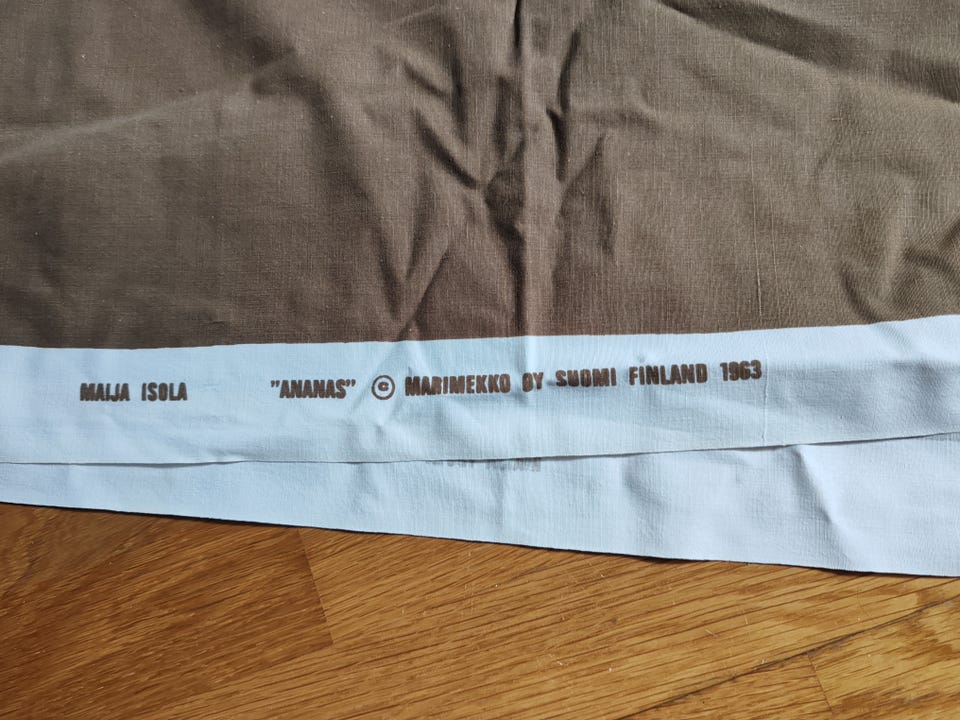 MAIJA ISOLA ”ANANAS” © MARIMEKKO OY SUOMI FINLAND 1963